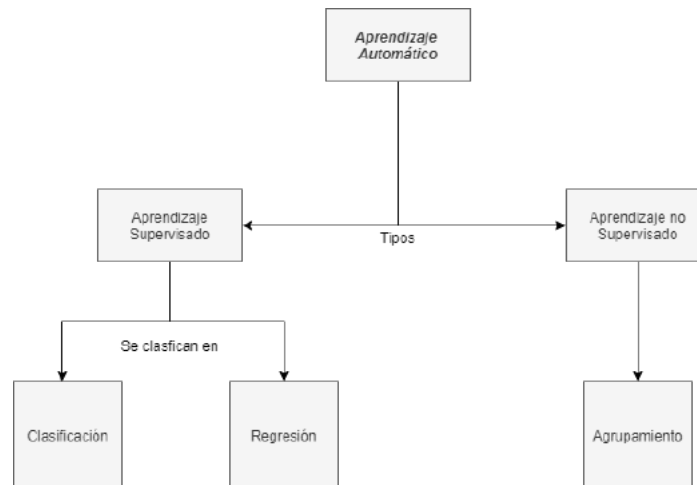 Aprendizaje
Automático
Aprendizaje
Supervisado
Aprendizaje no
Supervisado
Tipos
Se clasfican en
Clasificación
Regresión
Agrupamiento